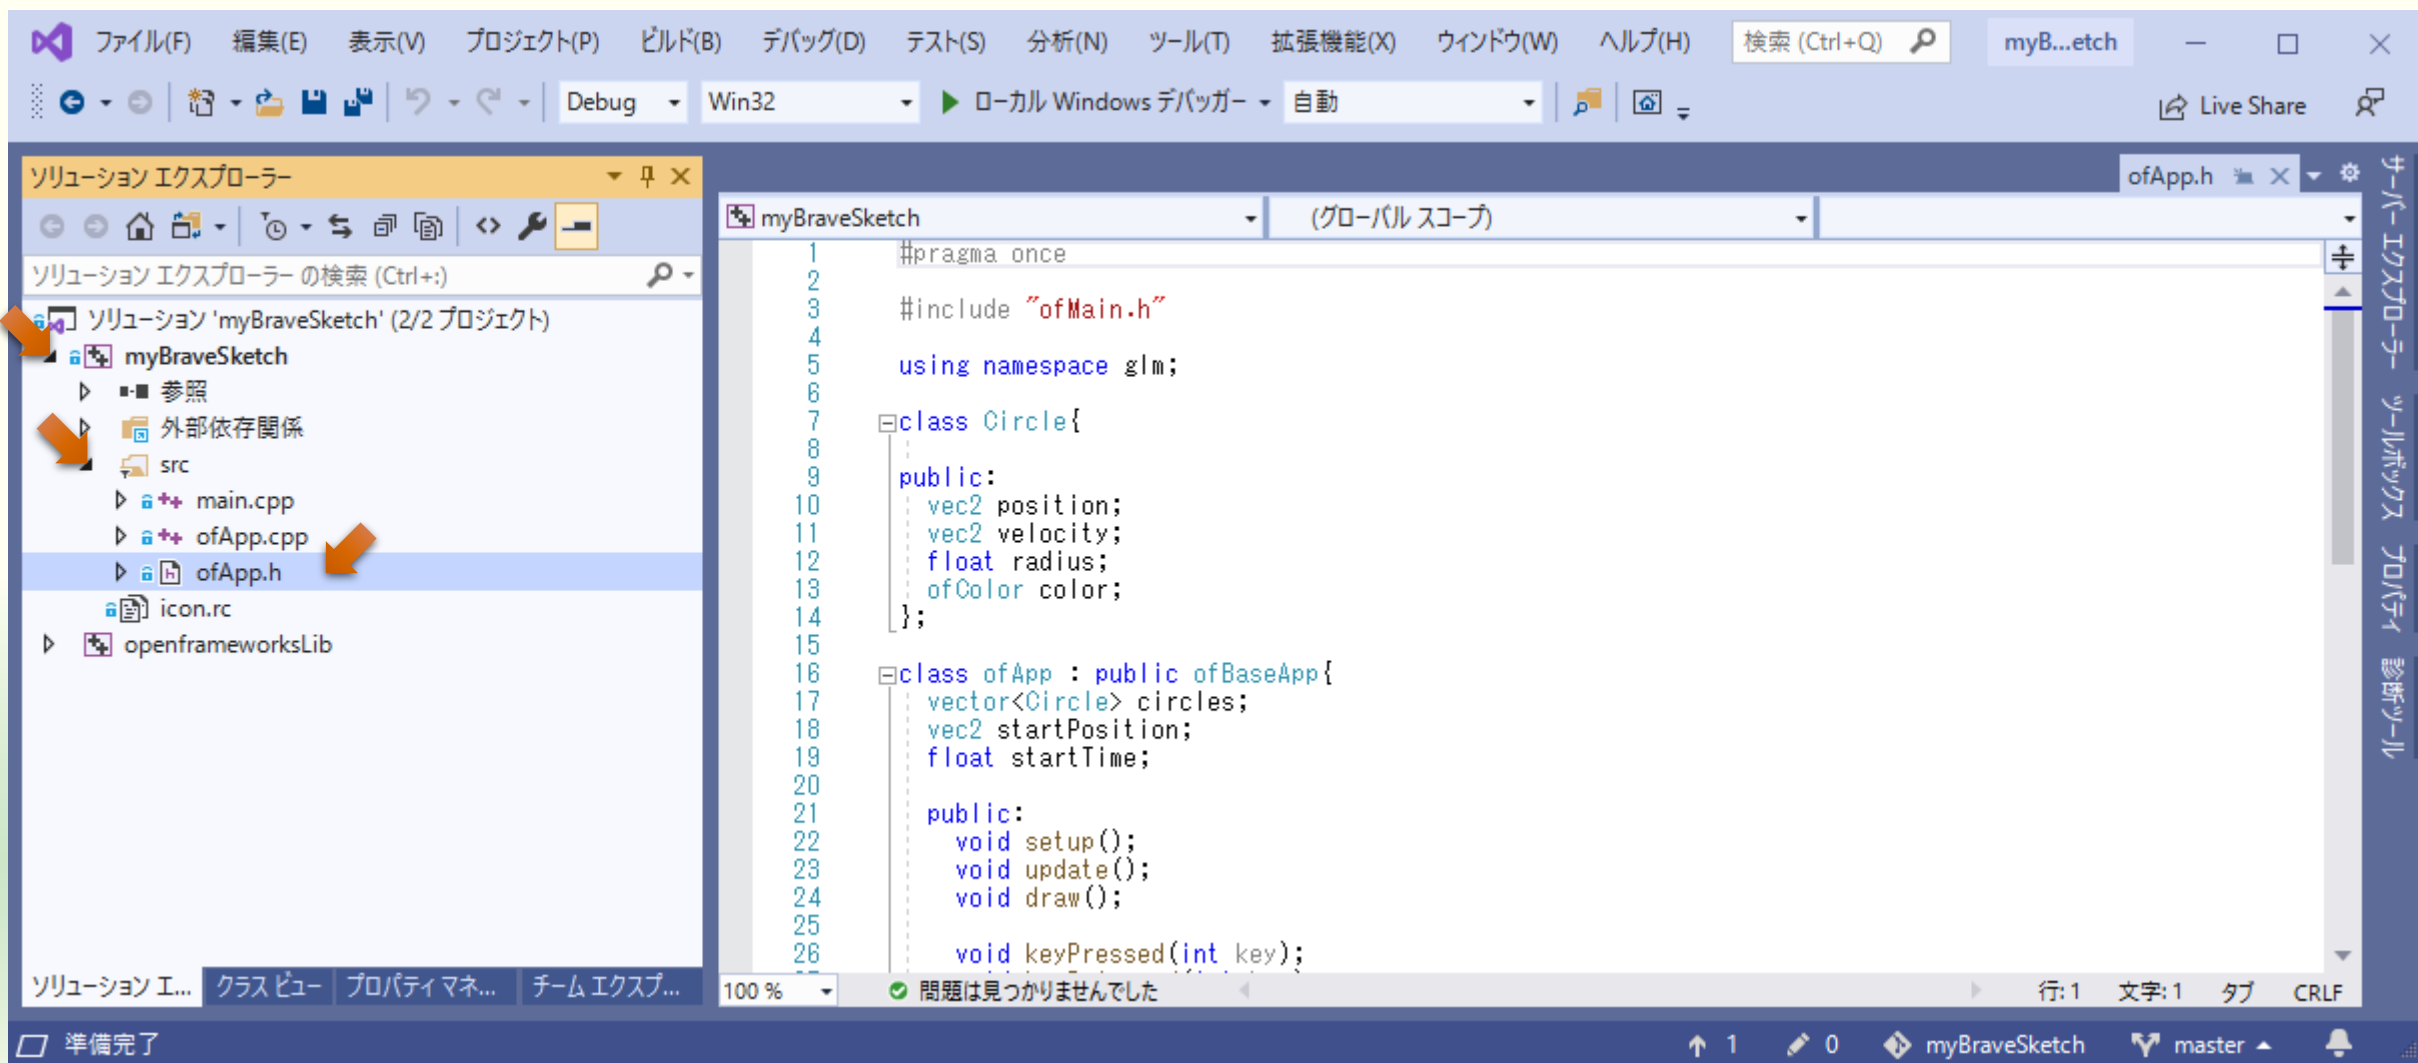 ファイル(F) 編集(E) 表示(V) プロジェクト(P) ビルド(B) デバッグ(D) テスト(S) 分析(N) ツール(T) 拡張機能(X) ウィンドウ(W) ヘルプ(H) 検索 (Ctrl+Q) myB...etch
Debug Win32 ローカル Windows デバッガー 自動 Live Share
ソリューション エクスプローラー
ソリューション エクスプローラー の検索 (Ctrl+:)
ソリューション 'myBraveSketch' (2/2 プロジェクト)
myBraveSketch
参照
外部依存関係
src
main.cpp
ofApp.cpp
ofApp.h
icon.rc
openframeworksLib
ソリューション エ... クラス ビュー プロパティ マネ... チーム エクスプ...
ofApp.h
myBraveSketch (グローバル スコープ)
1 #pragma once
2
3 #include "ofMain.h"
4
5 using namespace glm;
6
7 class Circle{
8
9 public:
10 vec2 position;
11 vec2 velocity;
12 float radius;
13 ofColor color;
14 };
15
16 class ofApp : public ofBaseApp{
17 vector<Circle> circles;
18 vec2 startPosition;
19 float startTime;
20
21 public:
22 void setup();
23 void update();
24 void draw();
25
26 void keyPressed(int key);
100 % 問題は見つかりませんでした 行: 1 文字: 1 タブ CRLF
サーバー エクスプローラー
ツールボックス
プロパティ
診断ツール
準備完了 1 0 myBraveSketch master